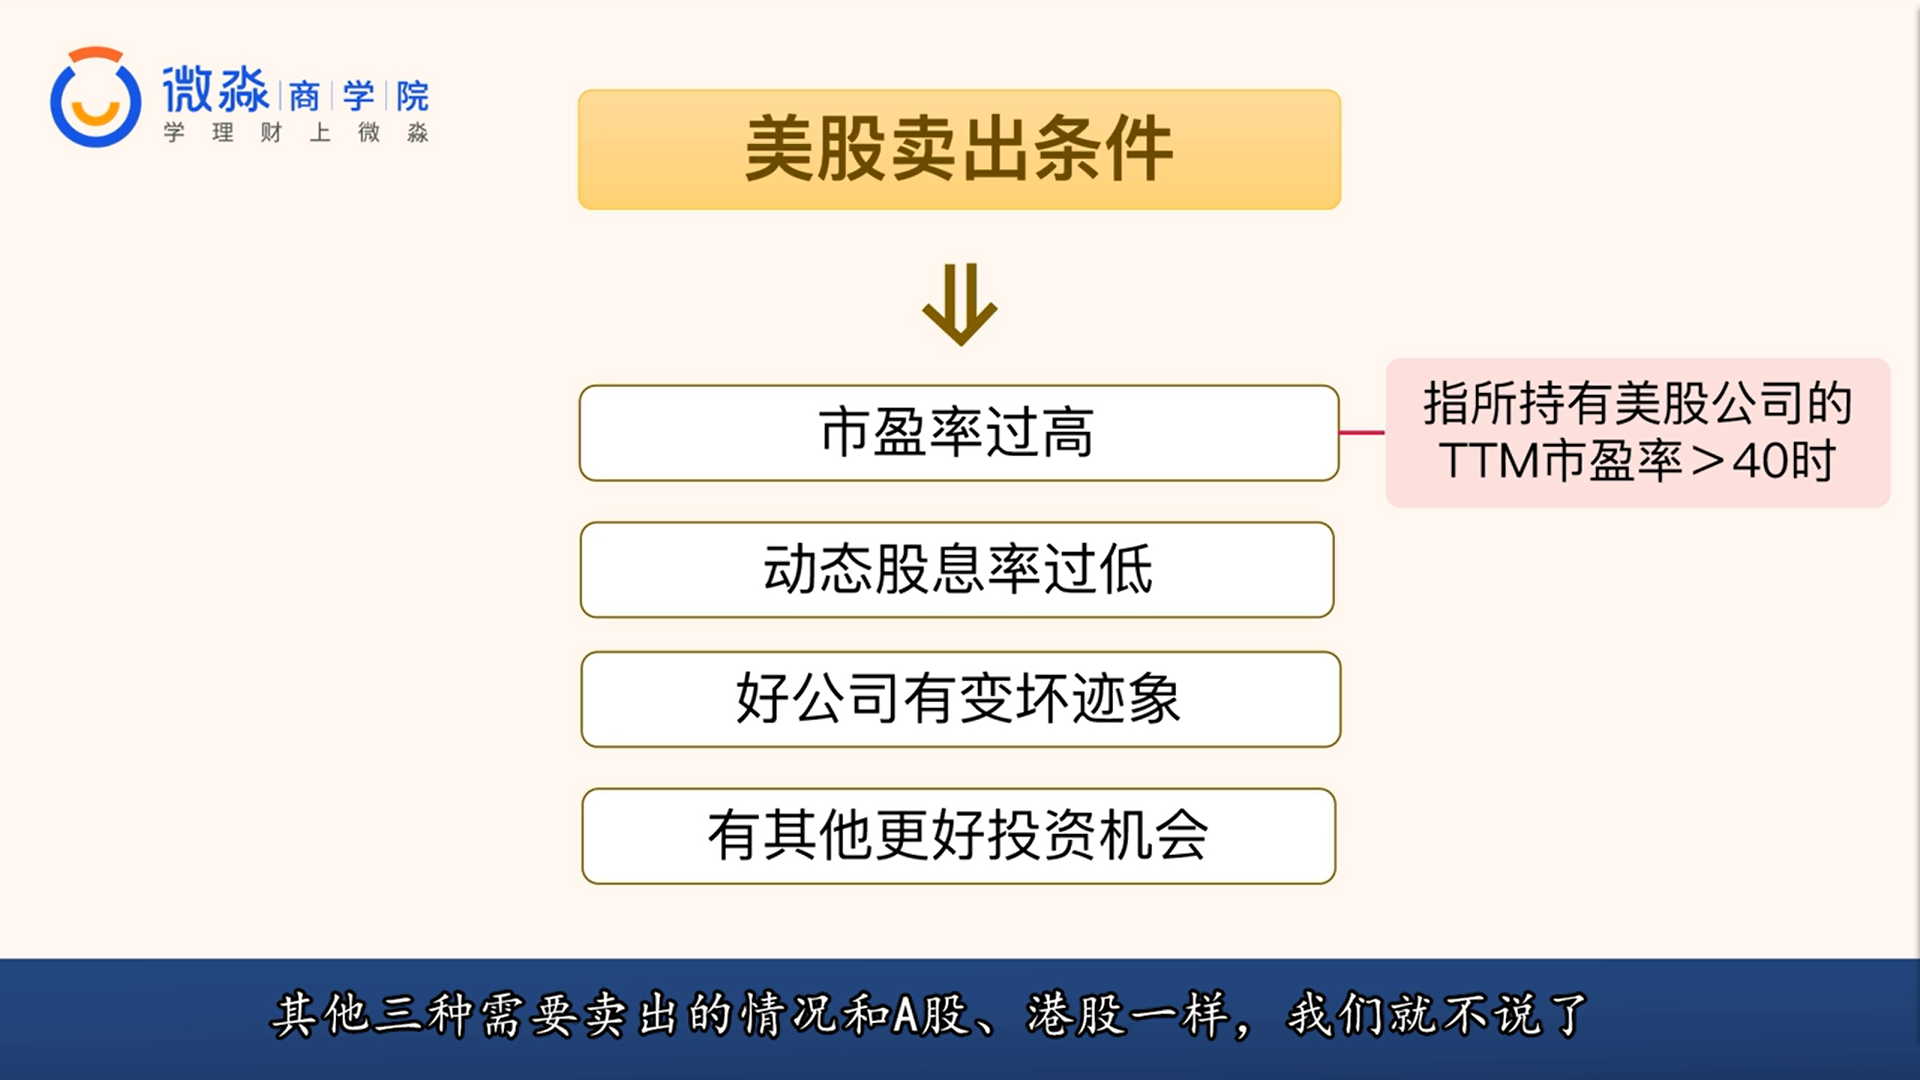 微淼商学院
学理财上微淼
美股卖出条件
市盈率过高
指所持有美股公司的
TTM市盈率＞40时
动态股息率过低
好公司有变坏迹象
有其他更好投资机会
其他三种需要卖出的情况和A股、港股一样，我们就不说了